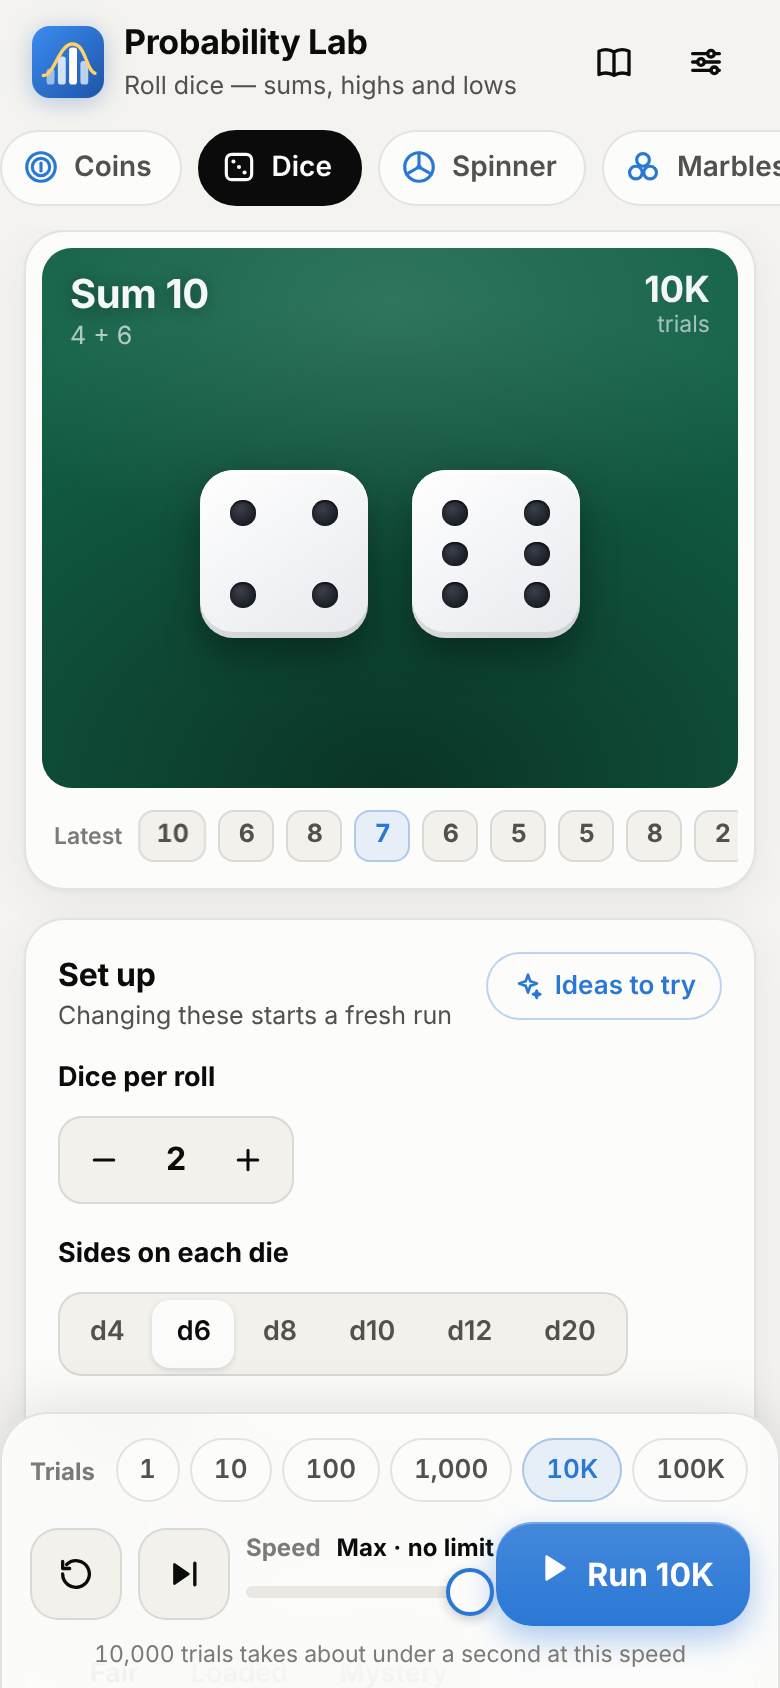 Probability Lab
Roll dice — sums, highs and lows
Coins
Dice
Spinner
Marbles
Sum 10
4 + 6
10K
trials
Latest 10 6 8 7 6 5 5 8 2
Set up
Changing these starts a fresh run
Ideas to try
Dice per roll
2
Sides on each die
d4 d6 d8 d10 d12 d20
Trials 1 10 100 1,000 10K 100K
Speed Max · no limit
Run 10K
10,000 trials takes about under a second at this speed
Fair Loaded Mystery